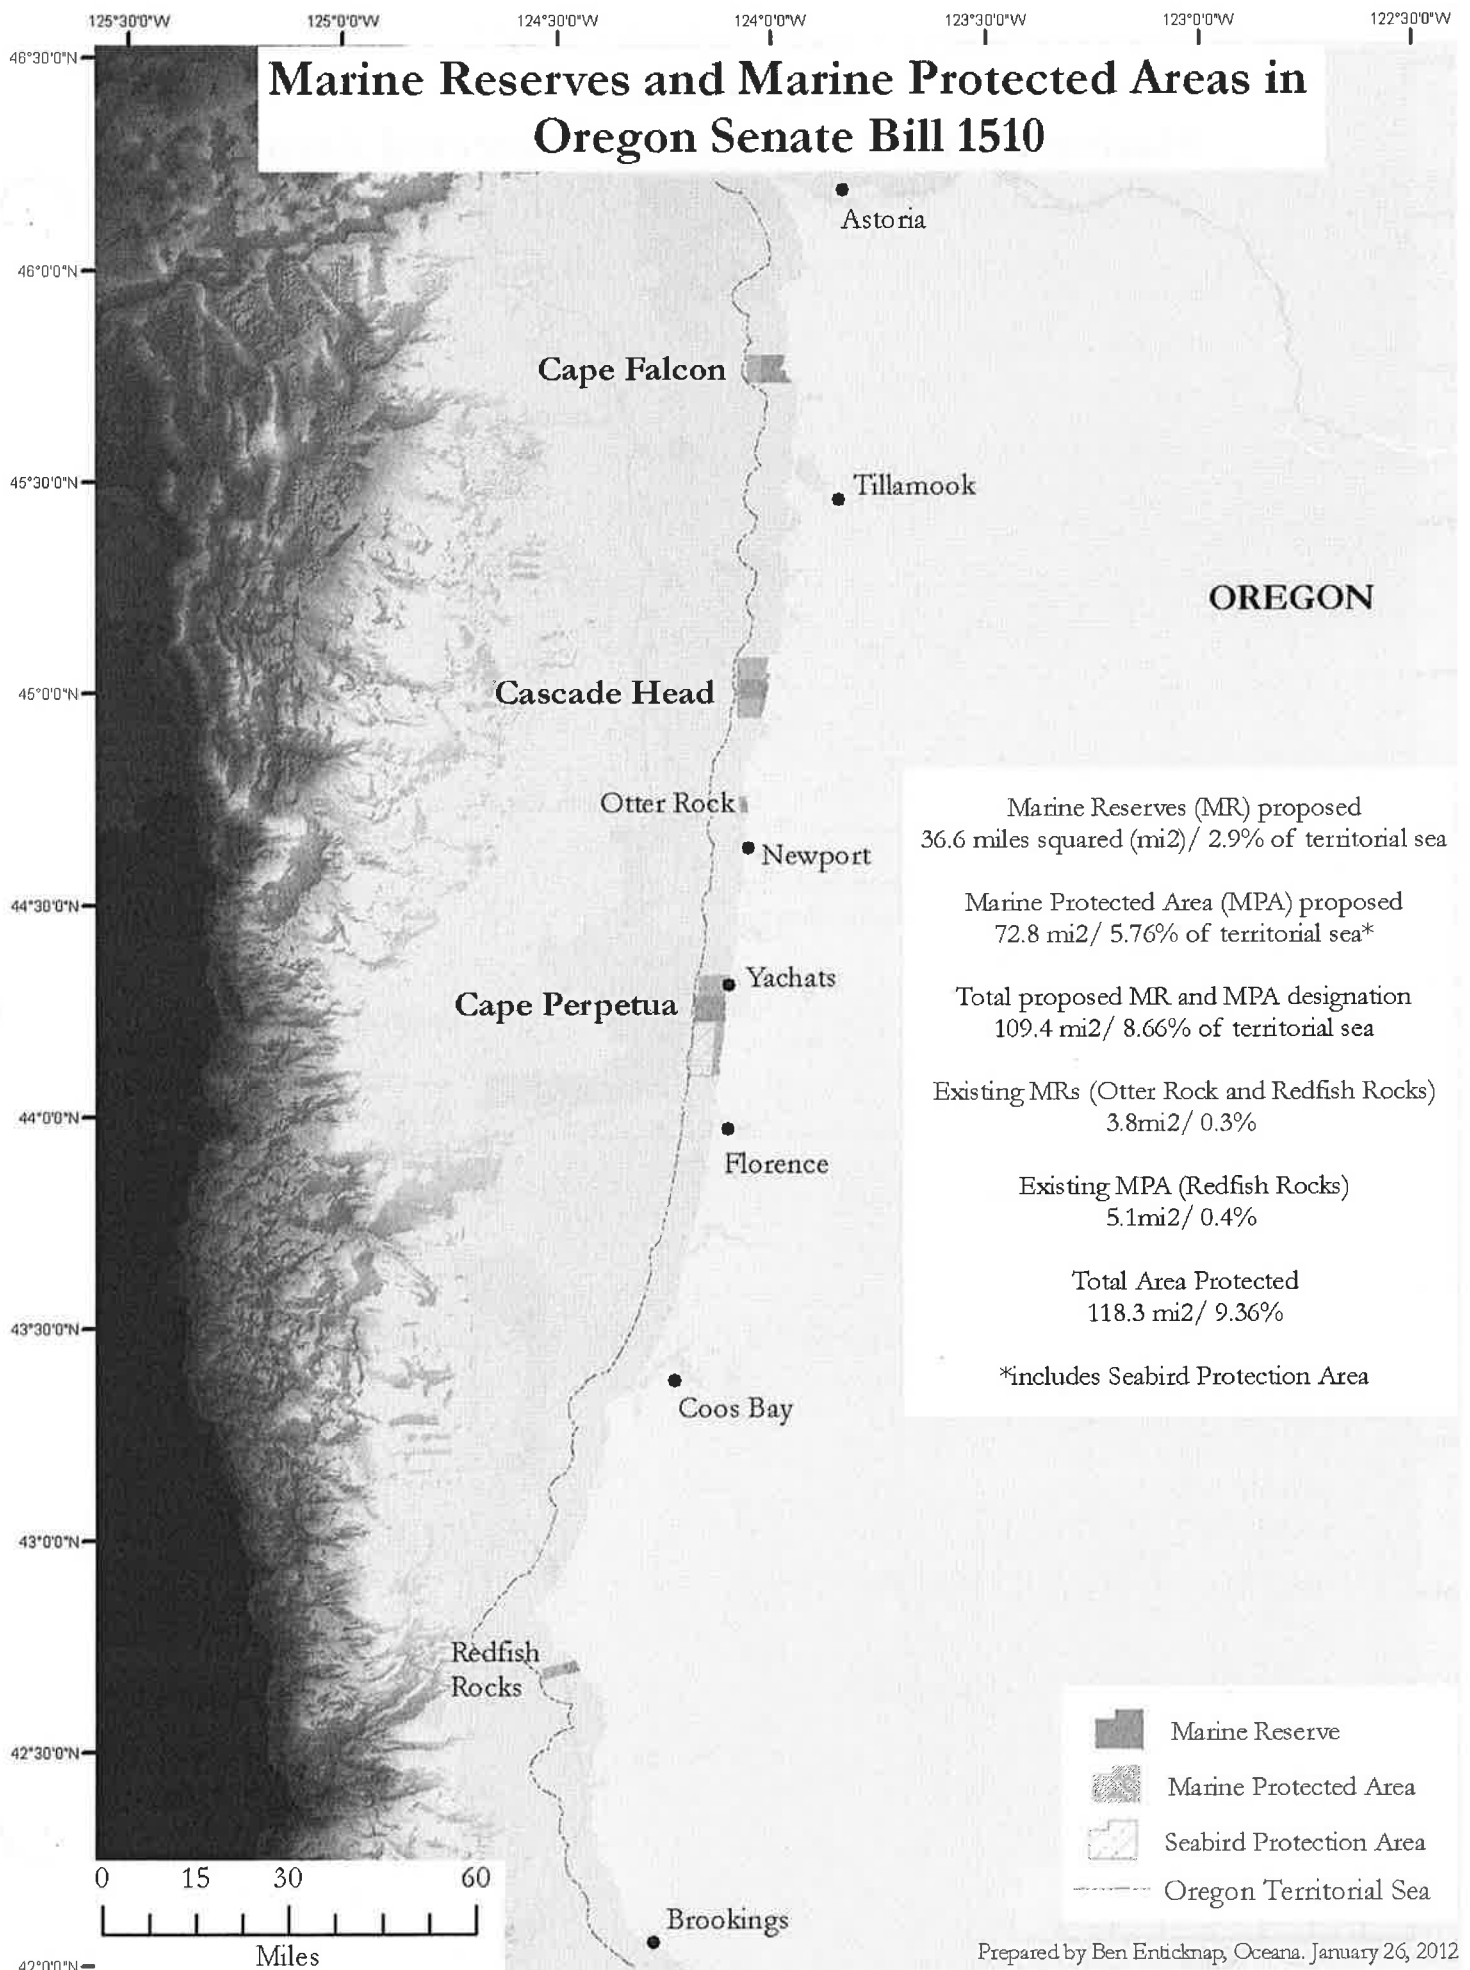 125°30'0"W 125°0'0"W 124°30'0"W 124°0'0"W 123°30'0"W 123°0'0"W 122°30'0"W
46°30'0"N
Marine Reserves and Marine Protected Areas in
Oregon Senate Bill 1510
Astoria
46°0'0"N
Cape Falcon
45°30'0"N
Tillamook
OREGON
45°0'0"N
Cascade Head
Otter Rock
Newport
44°30'0"N
Yachats
Cape Perpetua
44°0'0"N
Florence
43°30'0"N
Coos Bay
43°0'0"N
Redfish
Rocks
42°30'0"N
Brookings
42°0'0"N
Marine Reserves (MR) proposed
36.6 miles squared (mi2)/ 2.9% of territorial sea
Marine Protected Area (MPA) proposed
72.8 mi2/ 5.76% of territorial sea*
Total proposed MR and MPA designation
109.4 mi2/ 8.66% of territorial sea
Existing MRs (Otter Rock and Redfish Rocks)
3.8mi2/ 0.3%
Existing MPA (Redfish Rocks)
5.1mi2/ 0.4%
Total Area Protected
118.3 mi2/ 9.36%
*includes Seabird Protection Area
Marine Reserve
Marine Protected Area
Seabird Protection Area
Oregon Territorial Sea
0 15 30 60
Miles
Prepared by Ben Enticknap, Oceana. January 26, 2012